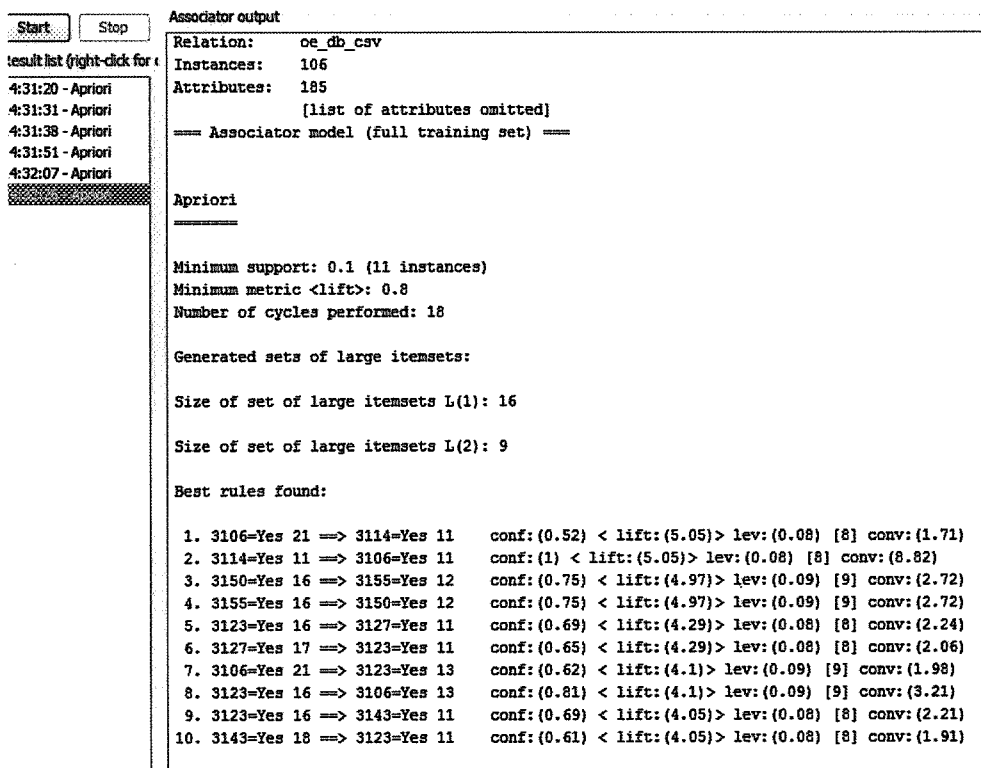 Start
Stop
Result list (right-click for
4:31:20 - Apriori
4:31:31 - Apriori
4:31:38 - Apriori
4:31:51 - Apriori
4:32:07 - Apriori
Associator output
Relation: oe_db_csv
Instances: 106
Attributes: 185
[list of attributes omitted]
=== Associator model (full training set) ===
Apriori
=======
Minimum support: 0.1 (11 instances)
Minimum metric <lift>: 0.8
Number of cycles performed: 18
Generated sets of large itemsets:
Size of set of large itemsets L(1): 16
Size of set of large itemsets L(2): 9
Best rules found:
1. 3106=Yes 21 ==> 3114=Yes 11 conf:(0.52) < lift:(5.05)> lev:(0.08) [8] conv:(1.71)
2. 3114=Yes 11 ==> 3106=Yes 11 conf:(1) < lift:(5.05)> lev:(0.08) [8] conv:(8.82)
3. 3150=Yes 16 ==> 3155=Yes 12 conf:(0.75) < lift:(4.97)> lev:(0.09) [9] conv:(2.72)
4. 3155=Yes 16 ==> 3150=Yes 12 conf:(0.75) < lift:(4.97)> lev:(0.09) [9] conv:(2.72)
5. 3123=Yes 16 ==> 3127=Yes 11 conf:(0.69) < lift:(4.29)> lev:(0.08) [8] conv:(2.24)
6. 3127=Yes 17 ==> 3123=Yes 11 conf:(0.65) < lift:(4.29)> lev:(0.08) [8] conv:(2.06)
7. 3106=Yes 21 ==> 3123=Yes 13 conf:(0.62) < lift:(4.1)> lev:(0.09) [9] conv:(1.98)
8. 3123=Yes 16 ==> 3106=Yes 13 conf:(0.81) < lift:(4.1)> lev:(0.09) [9] conv:(3.21)
9. 3123=Yes 16 ==> 3143=Yes 11 conf:(0.69) < lift:(4.05)> lev:(0.08) [8] conv:(2.21)
10. 3143=Yes 18 ==> 3123=Yes 11 conf:(0.61) < lift:(4.05)> lev:(0.08) [8] conv:(1.91)